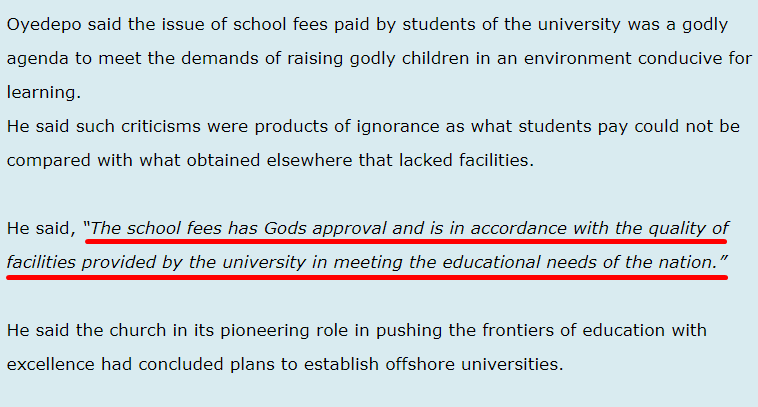 Oyedepo said the issue of school fees paid by students of the university was a godly
agenda to meet the demands of raising godly children in an environment conducive for
learning.
He said such criticisms were products of ignorance as what students pay could not be
compared with what obtained elsewhere that lacked facilities.
He said, “The school fees has Gods approval and is in accordance with the quality of
facilities provided by the university in meeting the educational needs of the nation.”
He said the church in its pioneering role in pushing the frontiers of education with
excellence had concluded plans to establish offshore universities.